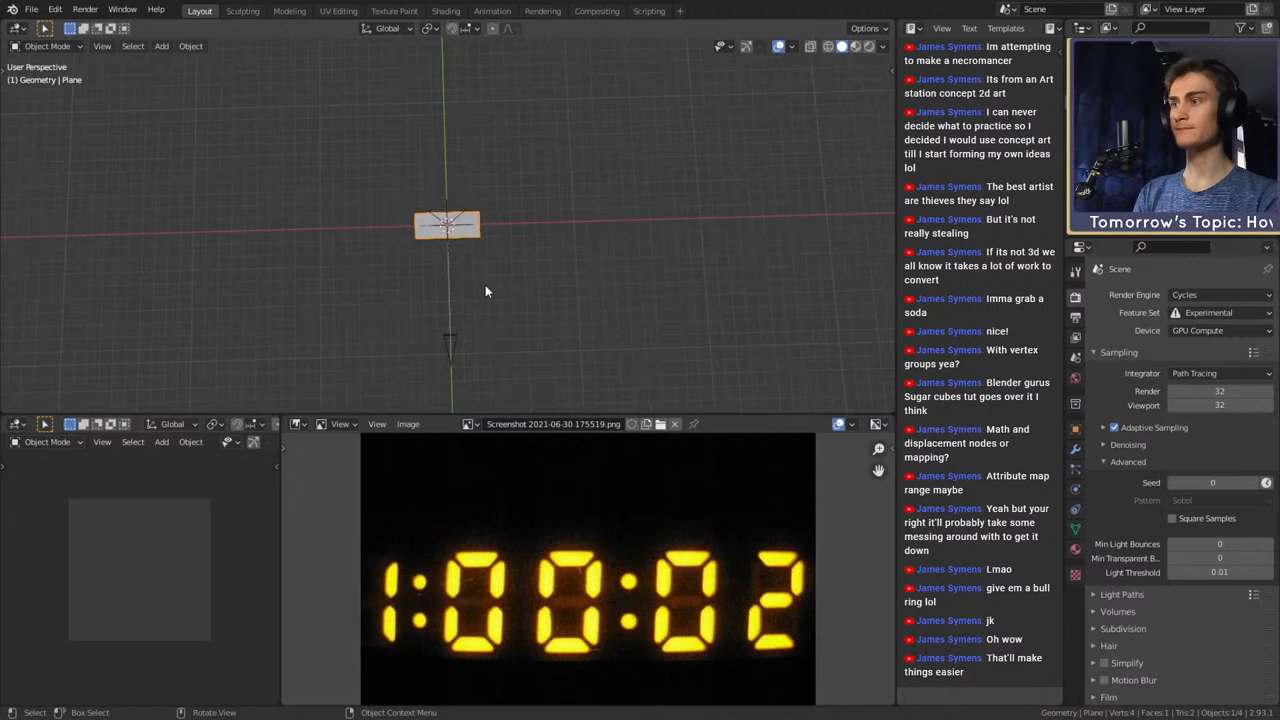 File Edit Render Window Help Layout Sculpting Modeling UV Editing Texture Paint Shading Animation Rendering Compositing Scripting + Scene View Layer
Global Options View Text Templates
Object Mode View Select Add Object
User Perspective
(1) Geometry | Plane
James Symens: Im attempting
to make a necromancer
James Symens: Its from an Art
station concept 2d art
James Symens: I can never
decide what to practice so I
decided I would use concept art
till I start forming my own ideas
lol
James Symens: The best artist
are thieves they say lol
James Symens: But it's not
really stealing
James Symens: If its not 3d we
all know it takes a lot of work to
convert
James Symens: Imma grab a
soda
James Symens: nice!
James Symens: With vertex
groups yea?
James Symens: Blender gurus
Sugar cubes tut goes over it I
think
James Symens: Math and
displacement nodes or
mapping?
James Symens: Attribute map
range maybe
James Symens: Yeah but your
right it'll probably take some
messing around with to get it
down
James Symens: Lmao
James Symens: give em a bull
ring lol
James Symens: jk
James Symens: Oh wow
James Symens: That'll make
things easier
Tomorrow's Topic: How
Scene
Render Engine Cycles
Feature Set Experimental
Device GPU Compute
Sampling
Integrator Path Tracing
Render 32
Viewport 32
Adaptive Sampling
Denoising
Advanced
Seed 0
Pattern Sobol
Square Samples
Min Light Bounces 0
Min Transparent B... 0
Light Threshold 0.01
Light Paths
Volumes
Subdivision
Hair
Simplify
Motion Blur
Film
Global View View Image Screenshot 2021-06-30 175519.png
Object Mode View Select Add Object
1:00:02
Select Box Select Rotate View Object Context Menu Geometry | Plane | Verts:4 | Faces:1 | Tris:2 | Objects:1/4 | 2.93.1